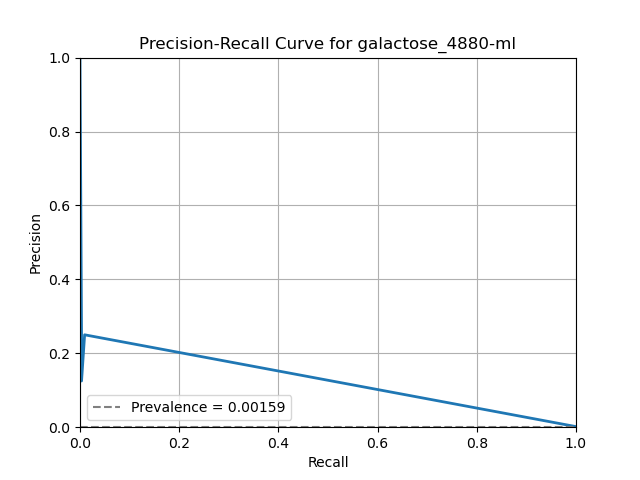 Precision-Recall Curve for galactose_4880-ml
1.0
0.8
0.6
0.4
0.2
0.0
Precision
Prevalence = 0.00159
0.0 0.2 0.4 0.6 0.8 1.0
Recall